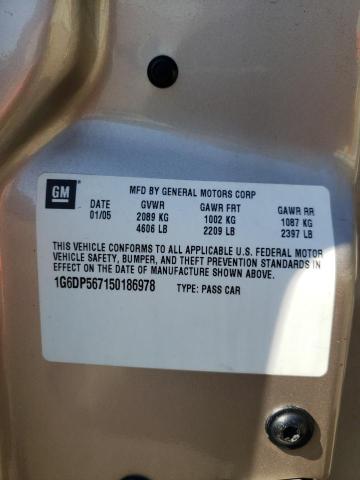 GM
MFD BY GENERAL MOTORS CORP
DATE GVWR GAWR FRT GAWR RR
01/05 2089 KG 1002 KG 1087 KG
4606 LB 2209 LB 2397 LB
THIS VEHICLE CONFORMS TO ALL APPLICABLE U.S. FEDERAL MOTOR
VEHICLE SAFETY, BUMPER, AND THEFT PREVENTION STANDARDS IN
EFFECT ON THE DATE OF MANUFACTURE SHOWN ABOVE.
1G6DP567150186978 TYPE: PASS CAR